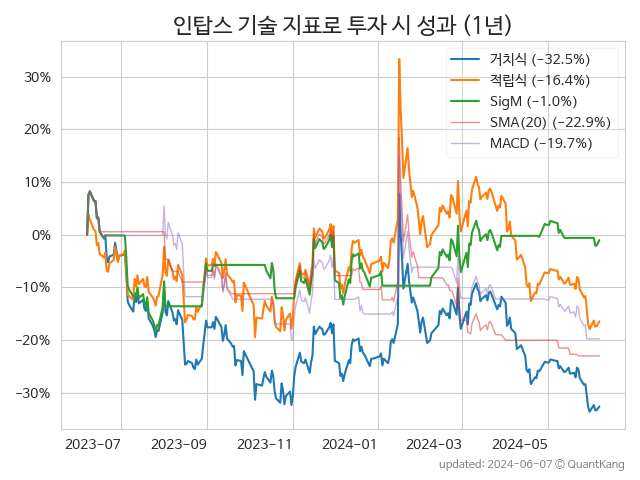 인탑스 기술 지표로 투자 시 성과 (1년)
거치식 (−32.5%)
적립식 (−16.4%)
SigM (−1.0%)
SMA(20) (−22.9%)
MACD (−19.7%)
30%
20%
10%
0%
−10%
−20%
−30%
2023−07 2023−09 2023−11 2024−01 2024−03 2024−05
updated: 2024-06-07 © QuantKang